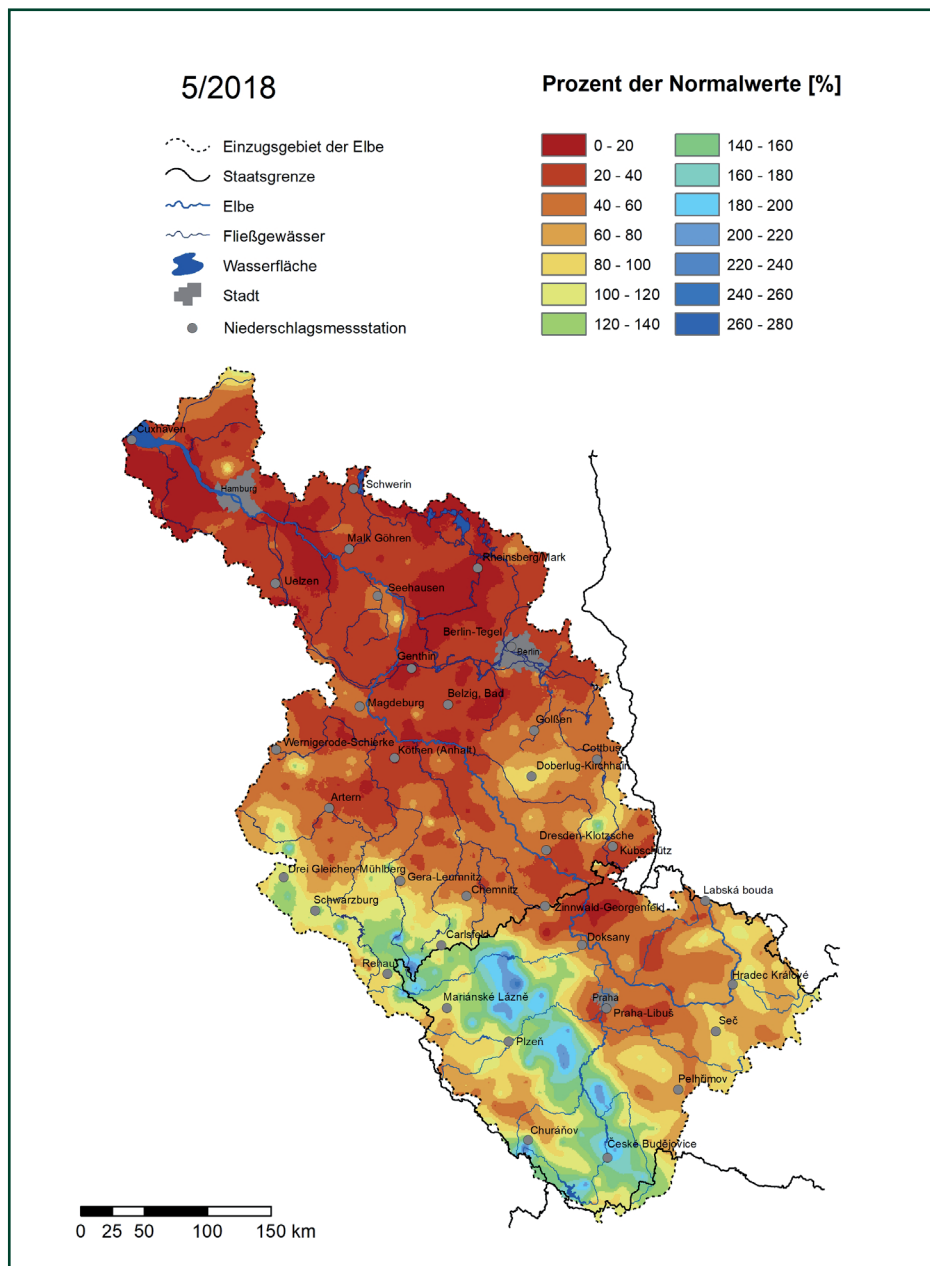 5/2018
Prozent der Normalwerte [%]
Einzugsgebiet der Elbe
Staatsgrenze
Elbe
Fließgewässer
Wasserfläche
Stadt
Niederschlagsmessstation
0 - 20
20 - 40
40 - 60
60 - 80
80 - 100
100 - 120
120 - 140
140 - 160
160 - 180
180 - 200
200 - 220
220 - 240
240 - 260
260 - 280
Cuxhaven
Hamburg
Schwerin
Malk Göhren
Rheinsberg/Mark
Uelzen
Seehausen
Berlin-Tegel
Berlin
Genthin
Belzig, Bad
Magdeburg
Golßen
Wernigerode-Schierke
Köthen (Anhalt)
Cottbus
Doberlug-Kirchhain
Artern
Dresden-Klotzsche
Kubschütz
Drei Gleichen-Mühlberg
Gera-Leumnitz
Chemnitz
Labská bouda
Schwarzburg
Zinnwald-Georgenfeld
Carlsfeld
Doksany
Rehau
Hradec Králové
Mariánské Lázně
Praha
Praha-Libuš
Seč
Plzeň
Pelhřimov
Churáňov
České Budějovice
0 25 50 100 150 km